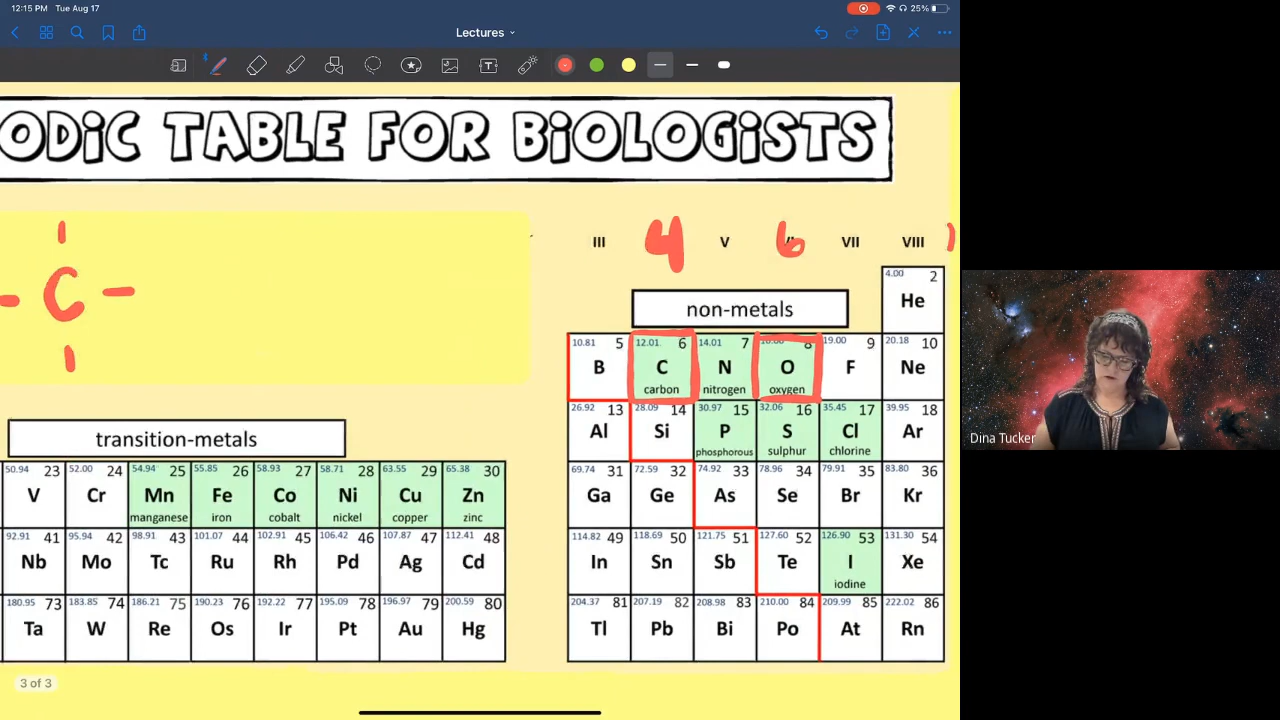 12:15 PM Tue Aug 17
25%
Lectures
ODiC TABLE FOR BiOLOGiSTS
III 4 V 6 VII VIII
C
non-metals
4.00 2
He
10.81 5 12.01 6 14.01 7 8 19.00 9 20.18 10
B C N O F Ne
carbon nitrogen oxygen
26.92 13 28.09 14 30.97 15 32.06 16 35.45 17 39.95 18
Al Si P S Cl Ar
phosphorous sulphur chlorine
transition-metals
50.94 23 52.00 24 54.94 25 55.85 26 58.93 27 58.71 28 63.55 29 65.38 30
V Cr Mn Fe Co Ni Cu Zn
manganese iron cobalt nickel copper zinc
69.74 31 72.59 32 74.92 33 78.96 34 79.91 35 83.80 36
Ga Ge As Se Br Kr
92.91 41 95.94 42 98.91 43 101.07 44 102.91 45 106.42 46 107.87 47 112.41 48
Nb Mo Tc Ru Rh Pd Ag Cd
114.82 49 118.69 50 121.75 51 127.60 52 126.90 53 131.30 54
In Sn Sb Te I Xe
iodine
180.95 73 183.85 74 186.21 75 190.23 76 192.22 77 195.09 78 196.97 79 200.59 80
Ta W Re Os Ir Pt Au Hg
204.37 81 207.19 82 208.98 83 210.00 84 209.99 85 222.02 86
Tl Pb Bi Po At Rn
3 of 3
Dina Tucker